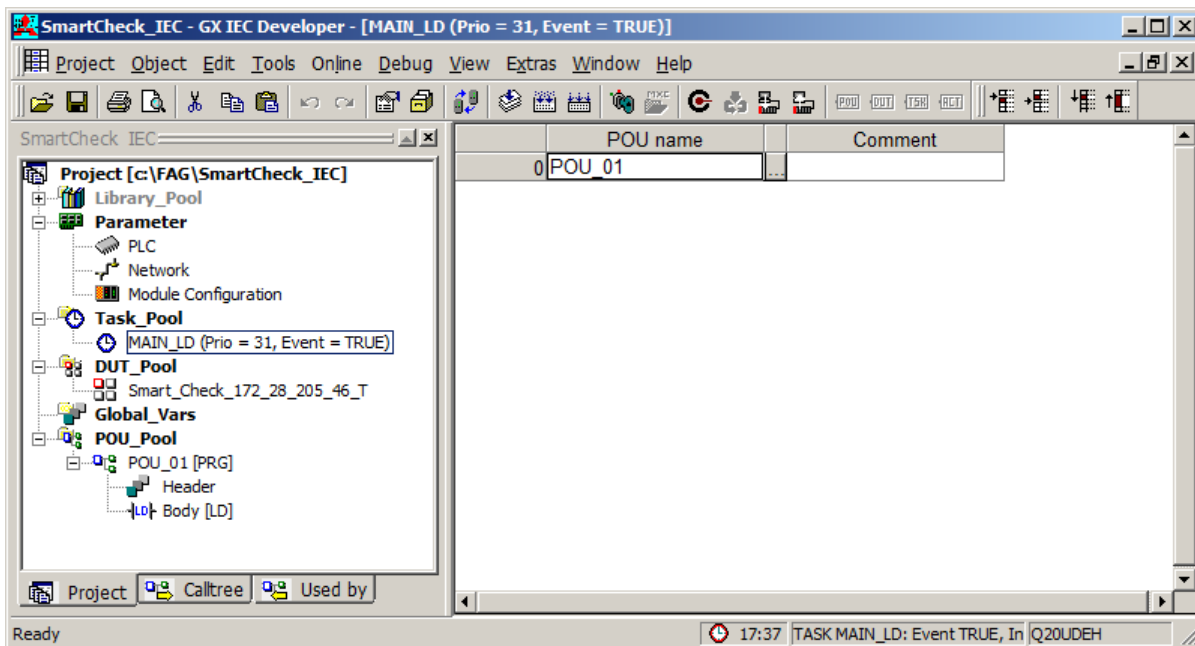 SmartCheck_IEC - GX IEC Developer - [MAIN_LD (Prio = 31, Event = TRUE)]
Project Object Edit Tools Online Debug View Extras Window Help
MXC POU OUT TSK ACT
SmartCheck IEC
POU name Comment
0 POU_01 ...
Project [c:\FAG\SmartCheck_IEC]
Library_Pool
Parameter
PLC
Network
Module Configuration
Task_Pool
MAIN_LD (Prio = 31, Event = TRUE)
DUT_Pool
Smart_Check_172_28_205_46_T
Global_Vars
POU_Pool
POU_01 [PRG]
Header
LD Body [LD]
Project Calltree Used by
Ready 17:37 TASK MAIN_LD: Event TRUE, In Q20UDEH